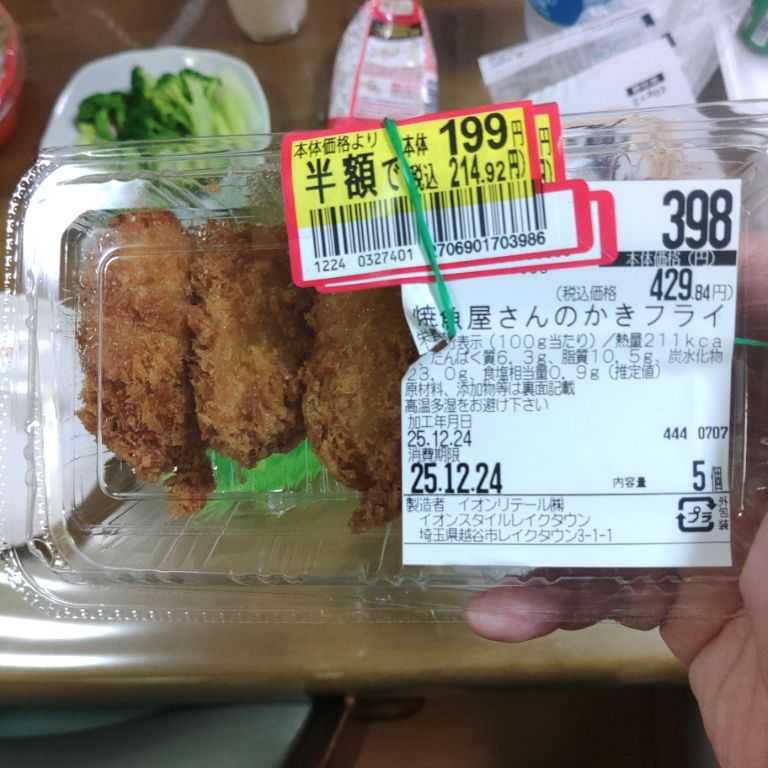 本体価格より
半額で
本体 199円
税込 214.92円)
1224 0327401 2706901703986
398
本体価格(円)
(税込価格 429.84円)
焼魚屋さんのかきフライ
表示(100g当たり)/熱量211kca
たんぱく質6.3g、脂質10.5g、炭水化物
23.0g、食塩相当量0.9g(推定値)
原材料、添加物等は裏面記載
高温多湿をお避け下さい
加工年月日
25.12.24
444 0707
消費期限
25.12.24
内容量 5個
製造者 イオンリテール㈱
イオンスタイルレイクタウン
埼玉県越谷市レイクタウン3-1-1
プラ
外包装